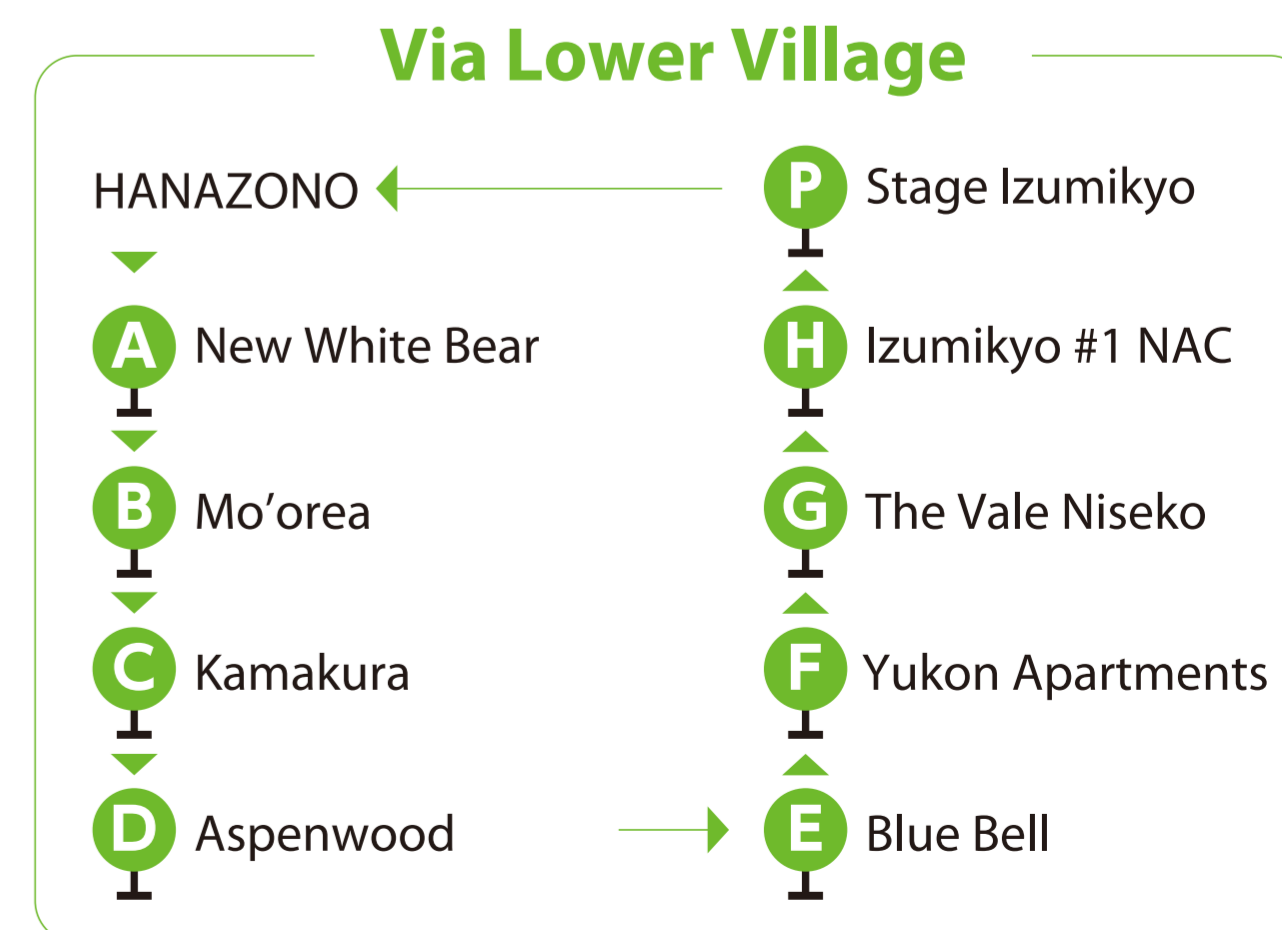 Via Lower Village
HANAZONO
A New White Bear
B Mo’orea
C Kamakura
D Aspenwood
P Stage Izumikyo
H Izumikyo #1 NAC
G The Vale Niseko
F Yukon Apartments
E Blue Bell